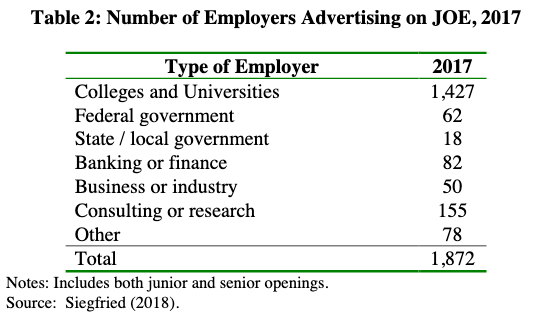 Table 2: Number of Employers Advertising on JOE, 2017
Type of Employer 2017
Colleges and Universities 1,427
Federal government 62
State / local government 18
Banking or finance 82
Business or industry 50
Consulting or research 155
Other 78
Total 1,872
Notes: Includes both junior and senior openings.
Source: Siegfried (2018).